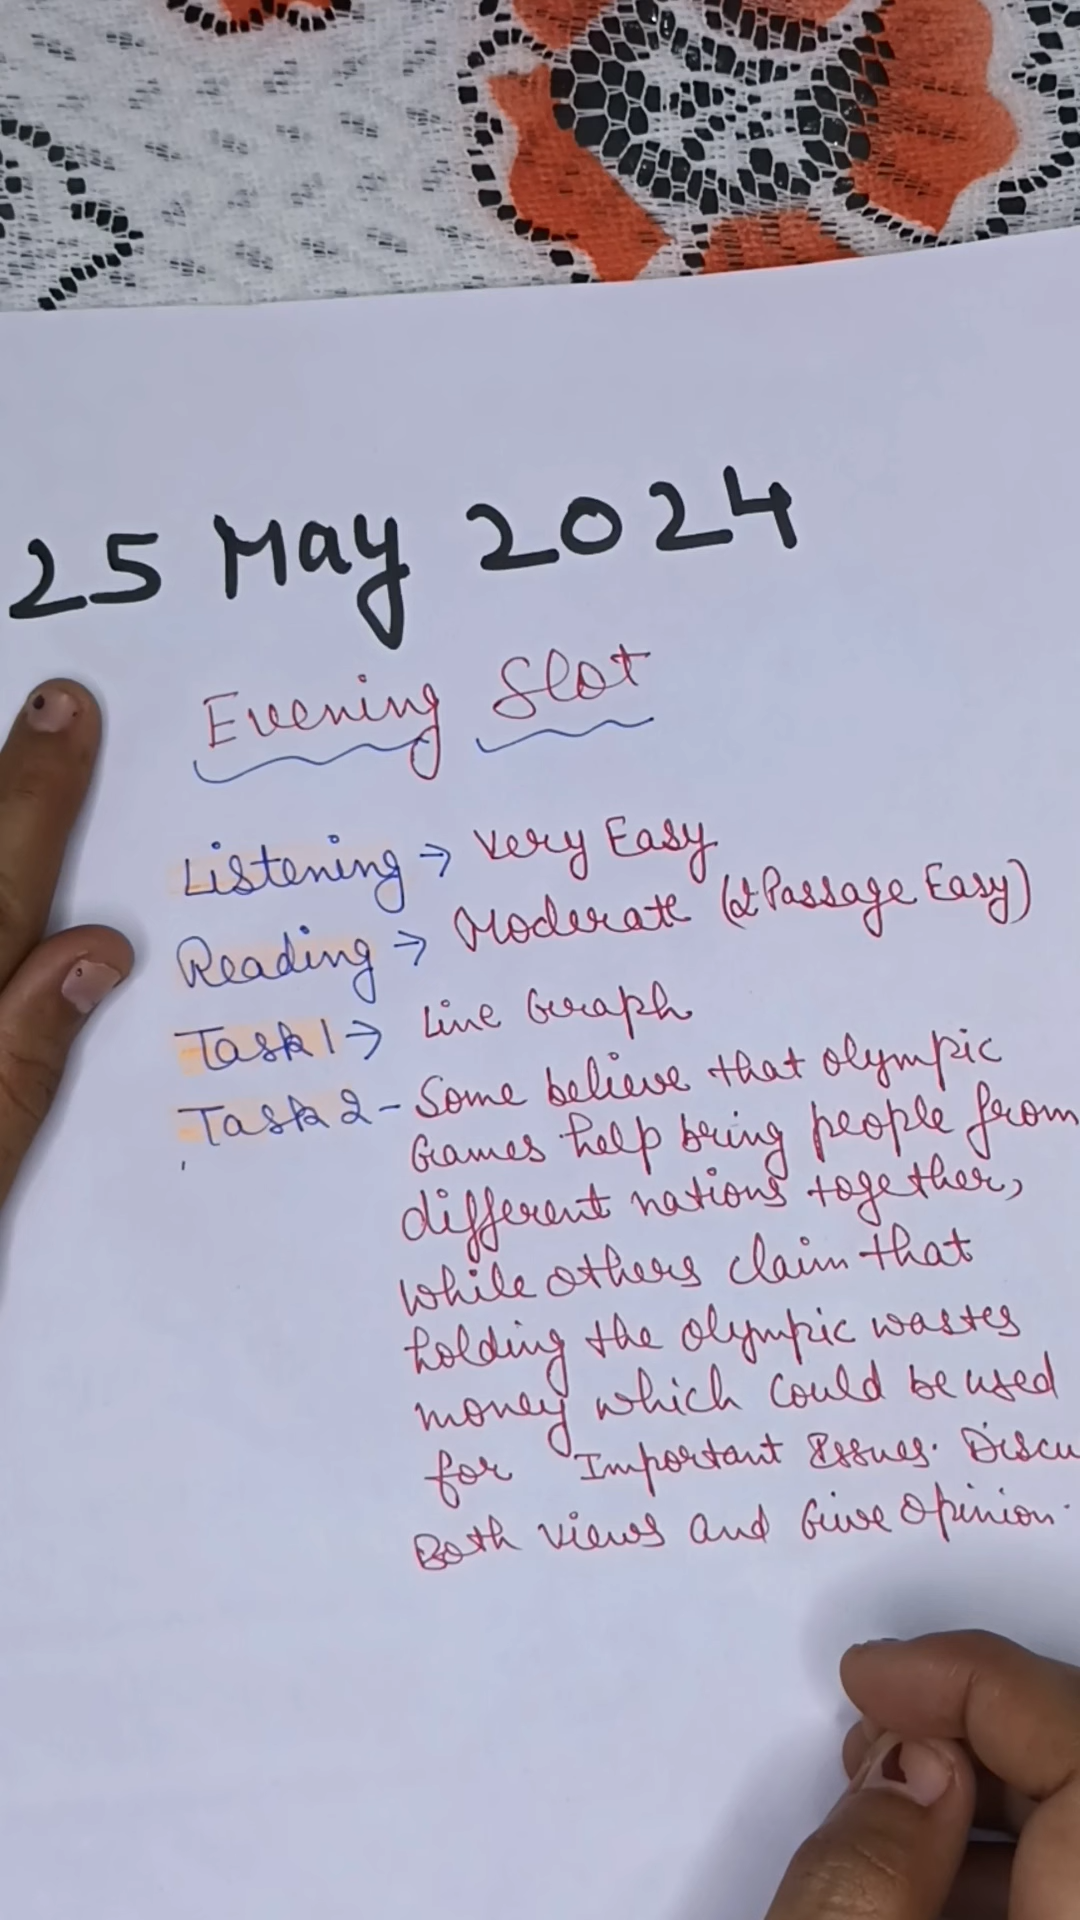 25 May 2024
Evening Slot
Listening → Very Easy
Reading → Moderate (2 Passage Easy)
Task 1 → Line Graph
Task 2 - Some believe that olympic
Games help bring people from
different nations together,
while others claim that
holding the olympic wastes
money which could be used
for Important Issues. Discu
Both views and Give opinion.